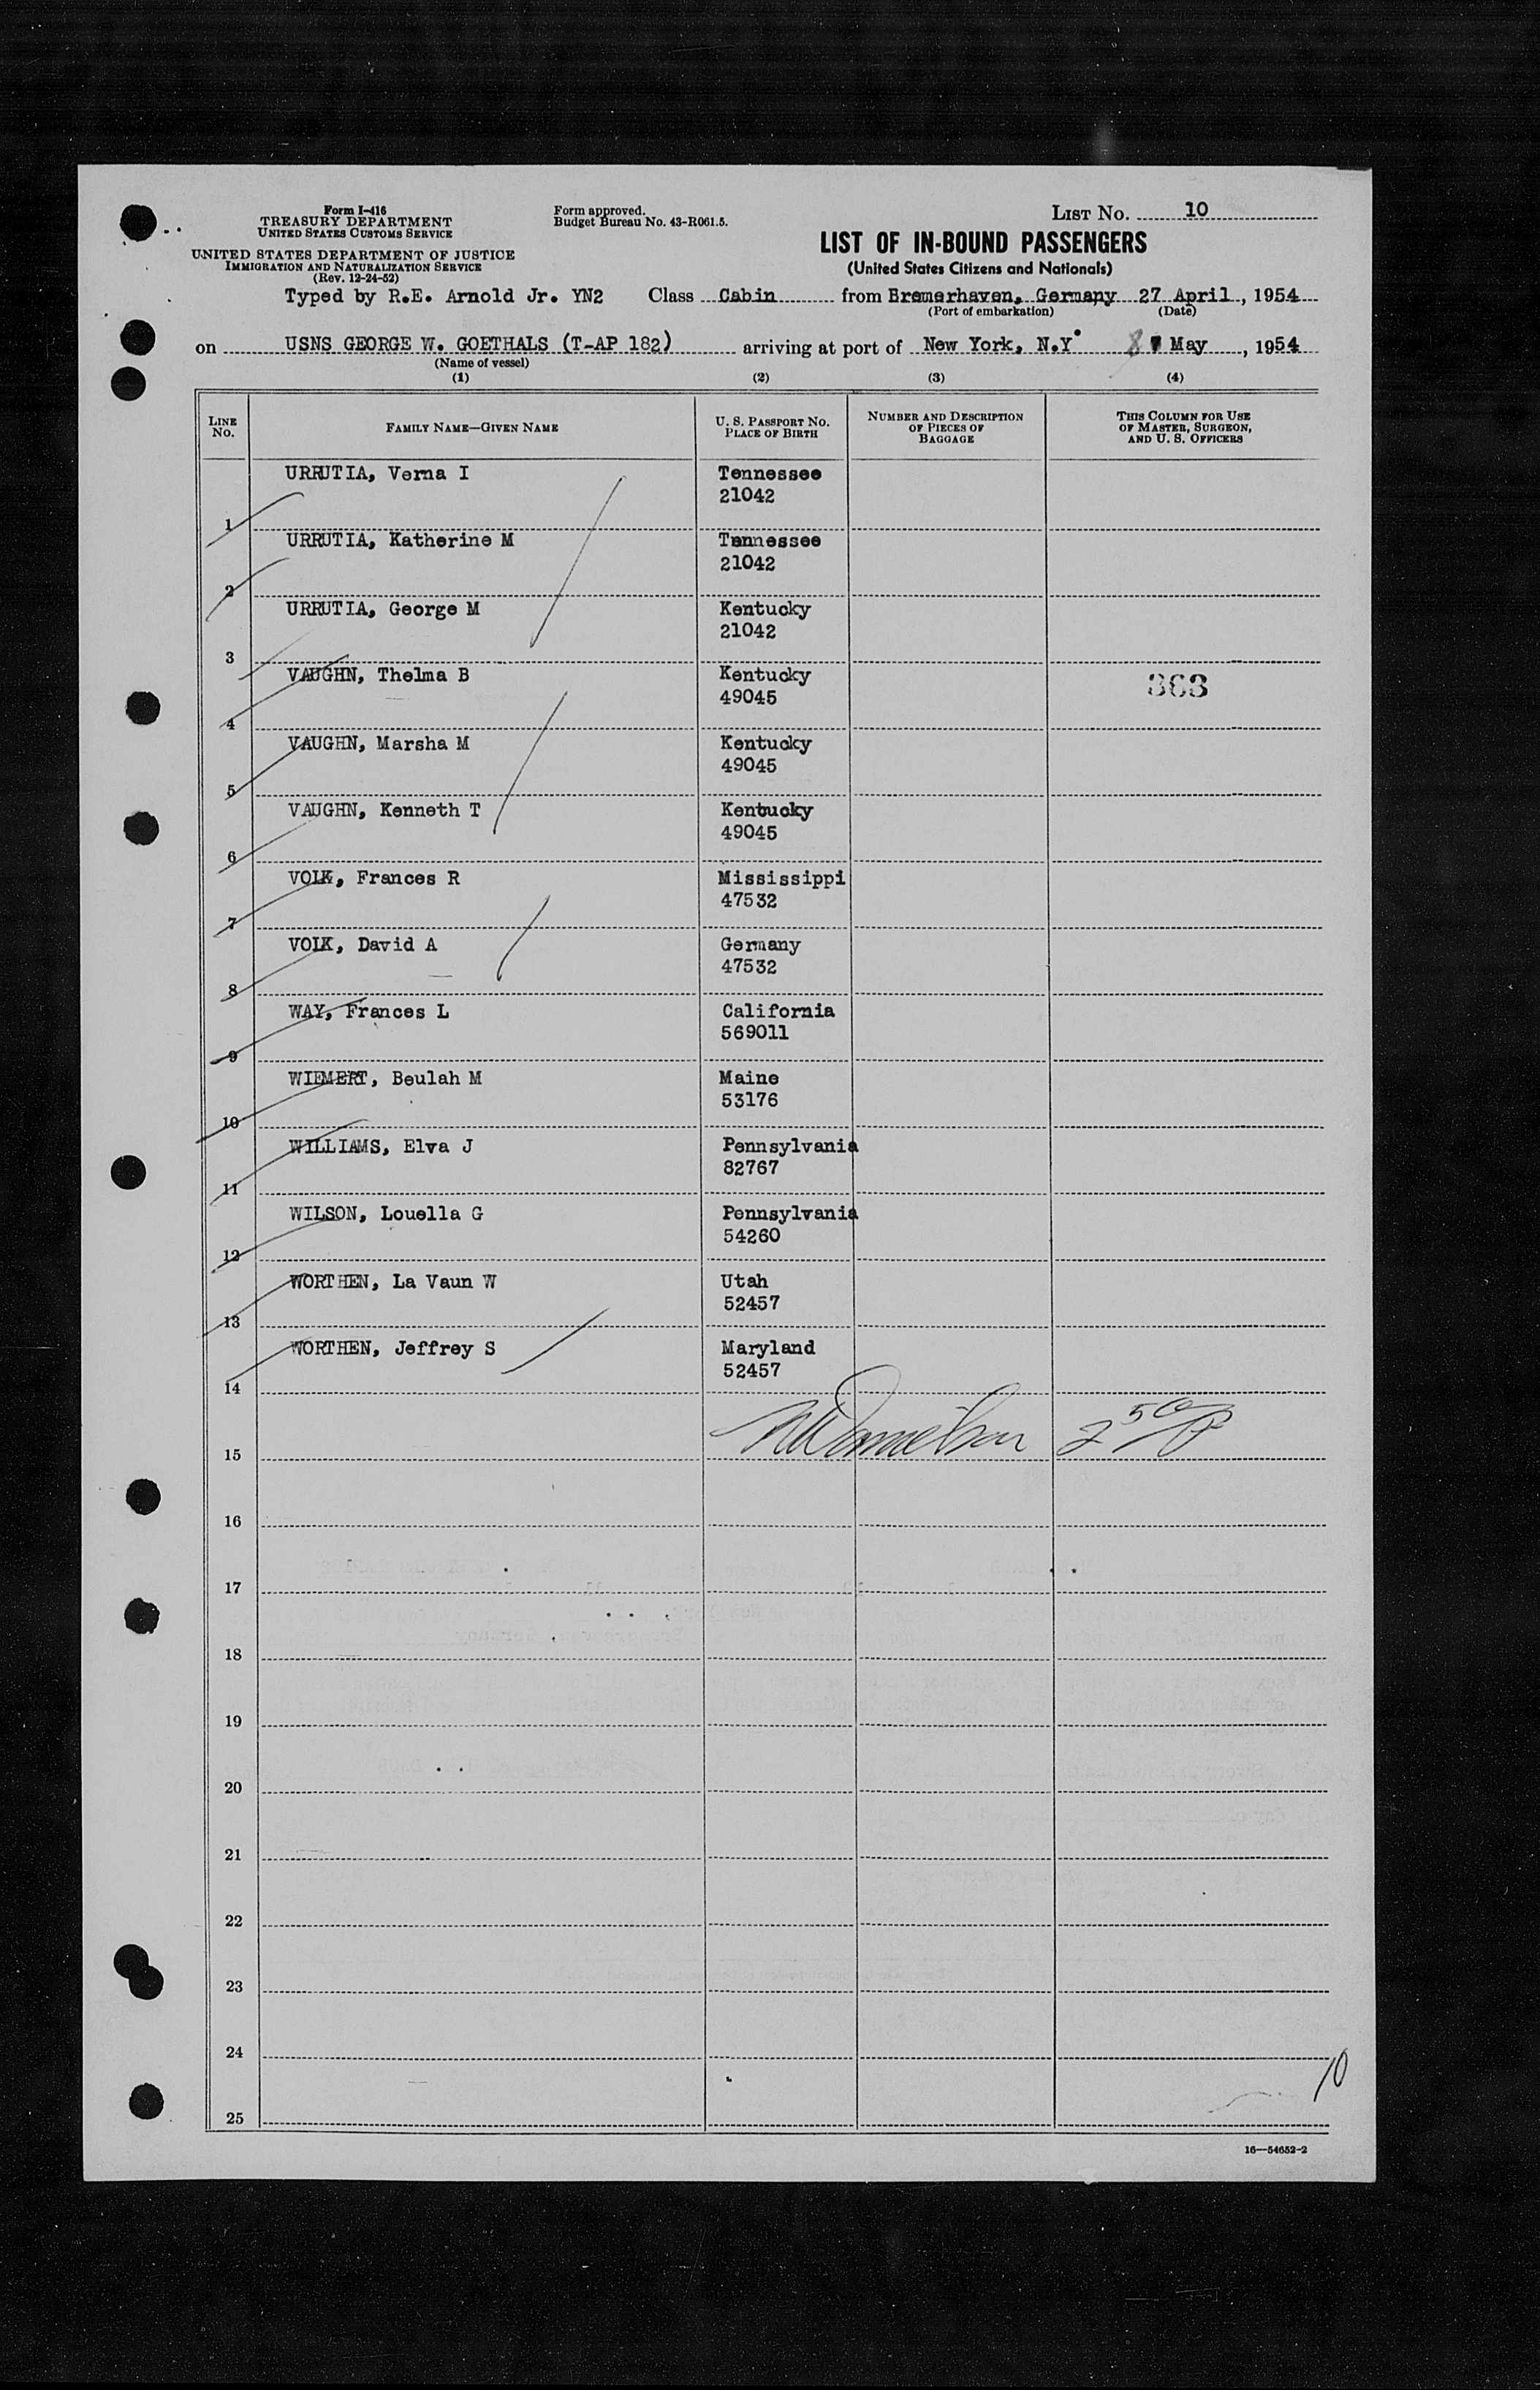 Form I-416
TREASURY DEPARTMENT
UNITED STATES CUSTOMS SERVICE
UNITED STATES DEPARTMENT OF JUSTICE
IMMIGRATION AND NATURALIZATION SERVICE
(Rev. 12-24-52)
Form approved.
Budget Bureau No. 43-R061.5.
LIST NO. 10
LIST OF IN-BOUND PASSENGERS
(United States Citizens and Nationals)
Typed by R.E. Arnold Jr. YN2 Class Cabin from Bremerhaven, Germany 27 April, 1954
(Port of embarkation) (Date)
on USNS GEORGE W. GOETHALS (T-AP 182) arriving at port of New York, N.Y. 8 May, 1954
(Name of vessel)
(1) (2) (3) (4)
LINE NO. FAMILY NAME—GIVEN NAME U. S. PASSPORT NO. PLACE OF BIRTH NUMBER AND DESCRIPTION OF PIECES OF BAGGAGE THIS COLUMN FOR USE OF MASTER, SURGEON, AND U. S. OFFICERS
URRUTIA, Verna I Tennessee
21042
1
URRUTIA, Katherine M Tennessee
21042
2
URRUTIA, George M Kentucky
21042
3
VAUGHN, Thelma B Kentucky 363
49045
4
VAUGHN, Marsha M Kentucky
49045
5
VAUGHN, Kenneth T Kentucky
49045
6
VOLK, Frances R Mississippi
47532
7
VOLK, David A Germany
47532
8
WAY, Frances L California
569011
9
WIEMERT, Beulah M Maine
53176
10
WILLIAMS, Elva J Pennsylvania
82767
11
WILSON, Louella G Pennsylvania
54260
12
WORTHEN, La Vaun W Utah
52457
13
WORTHEN, Jeffrey S Maryland
52457
14
15
16
17
18
19
20
21
22
23
24
10
25
16—54652-2